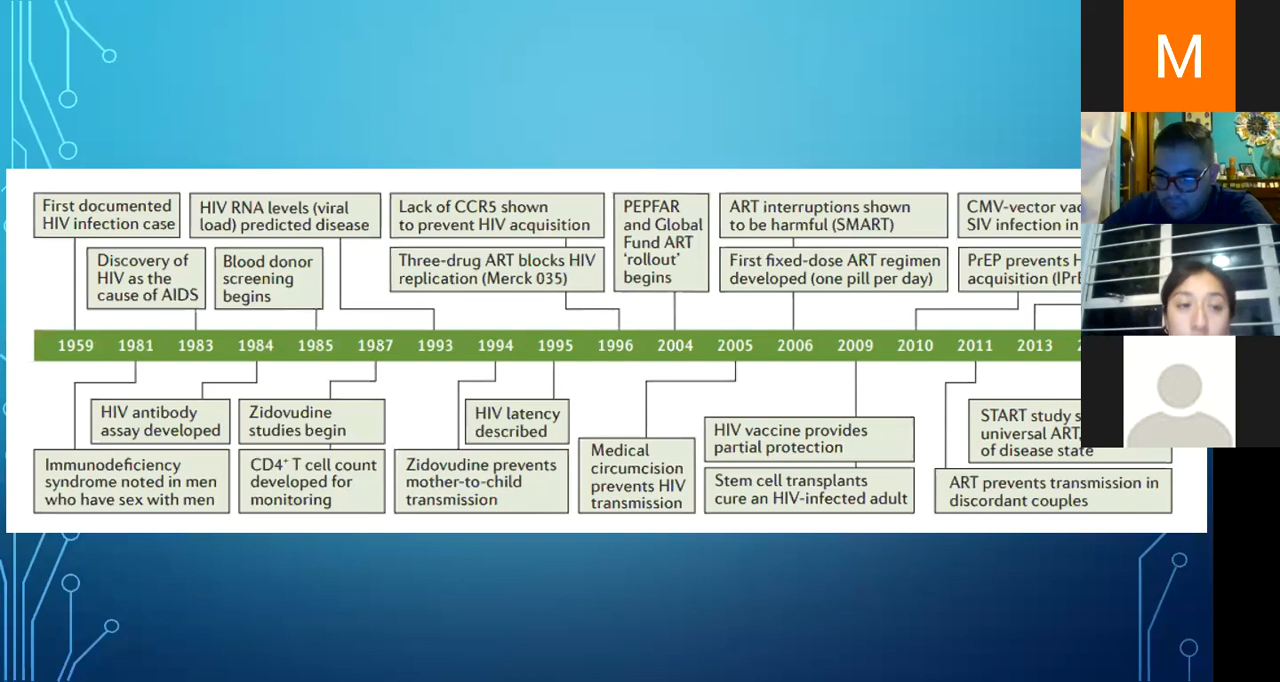 M
First documented
HIV infection case
HIV RNA levels (viral
load) predicted disease
Lack of CCR5 shown
to prevent HIV acquisition
PEPFAR
and Global
Fund ART
‘rollout’
begins
ART interruptions shown
to be harmful (SMART)
CMV-vector
SIV infection in
Discovery of
HIV as the
cause of AIDS
Blood donor
screening
begins
Three-drug ART blocks HIV
replication (Merck 035)
First fixed-dose ART regimen
developed (one pill per day)
PrEP prevents
acquisition
1959 1981 1983 1984 1985 1987 1993 1994 1995 1996 2004 2005 2006 2009 2010 2011 2013
HIV antibody
assay developed
Zidovudine
studies begin
HIV latency
described
HIV vaccine provides
partial protection
START study
universal ART,
of disease state
Immunodeficiency
syndrome noted in men
who have sex with men
CD4⁺ T cell count
developed for
monitoring
Zidovudine prevents
mother-to-child
transmission
Medical
circumcision
prevents HIV
transmission
Stem cell transplants
cure an HIV-infected adult
ART prevents transmission in
discordant couples